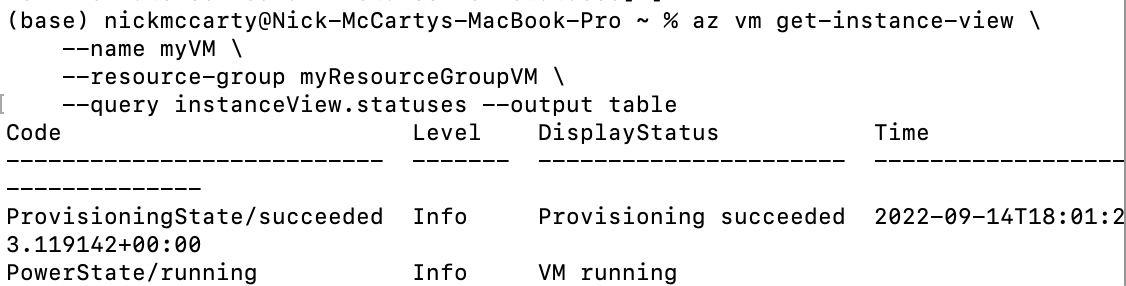 (base) nickmccarty@Nick-McCartys-MacBook-Pro ~ % az vm get-instance-view \
    --name myVM \
    --resource-group myResourceGroupVM \
    --query instanceView.statuses --output table
Code                         Level    DisplayStatus           Time
---------------------------  -------  ----------------------  ------------------
--------------
ProvisioningState/succeeded  Info     Provisioning succeeded  2022-09-14T18:01:2
3.119142+00:00
PowerState/running           Info     VM running